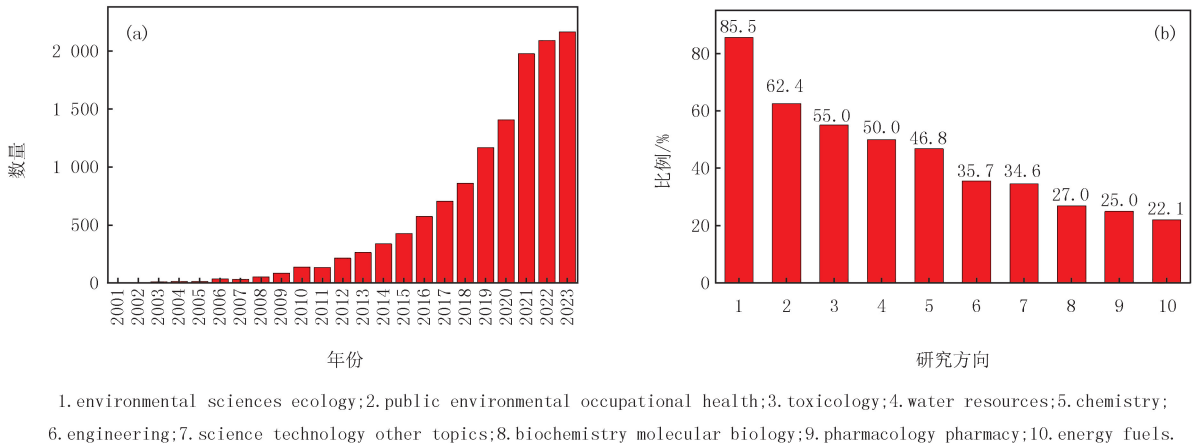 (a)
2 000
1 500
1 000
500
0
数量
2001 2002 2003 2004 2005 2006 2007 2008 2009 2010 2011 2012 2013 2014 2015 2016 2017 2018 2019 2020 2021 2022 2023
年份
(b)
80
60
40
20
0
比例/%
85.5 62.4 55.0 50.0 46.8 35.7 34.6 27.0 25.0 22.1
1 2 3 4 5 6 7 8 9 10
研究方向
1.environmental sciences ecology;2.public environmental occupational health;3.toxicology;4.water resources;5.chemistry;
6.engineering;7.science technology other topics;8.biochemistry molecular biology;9.pharmacology pharmacy;10.energy fuels.